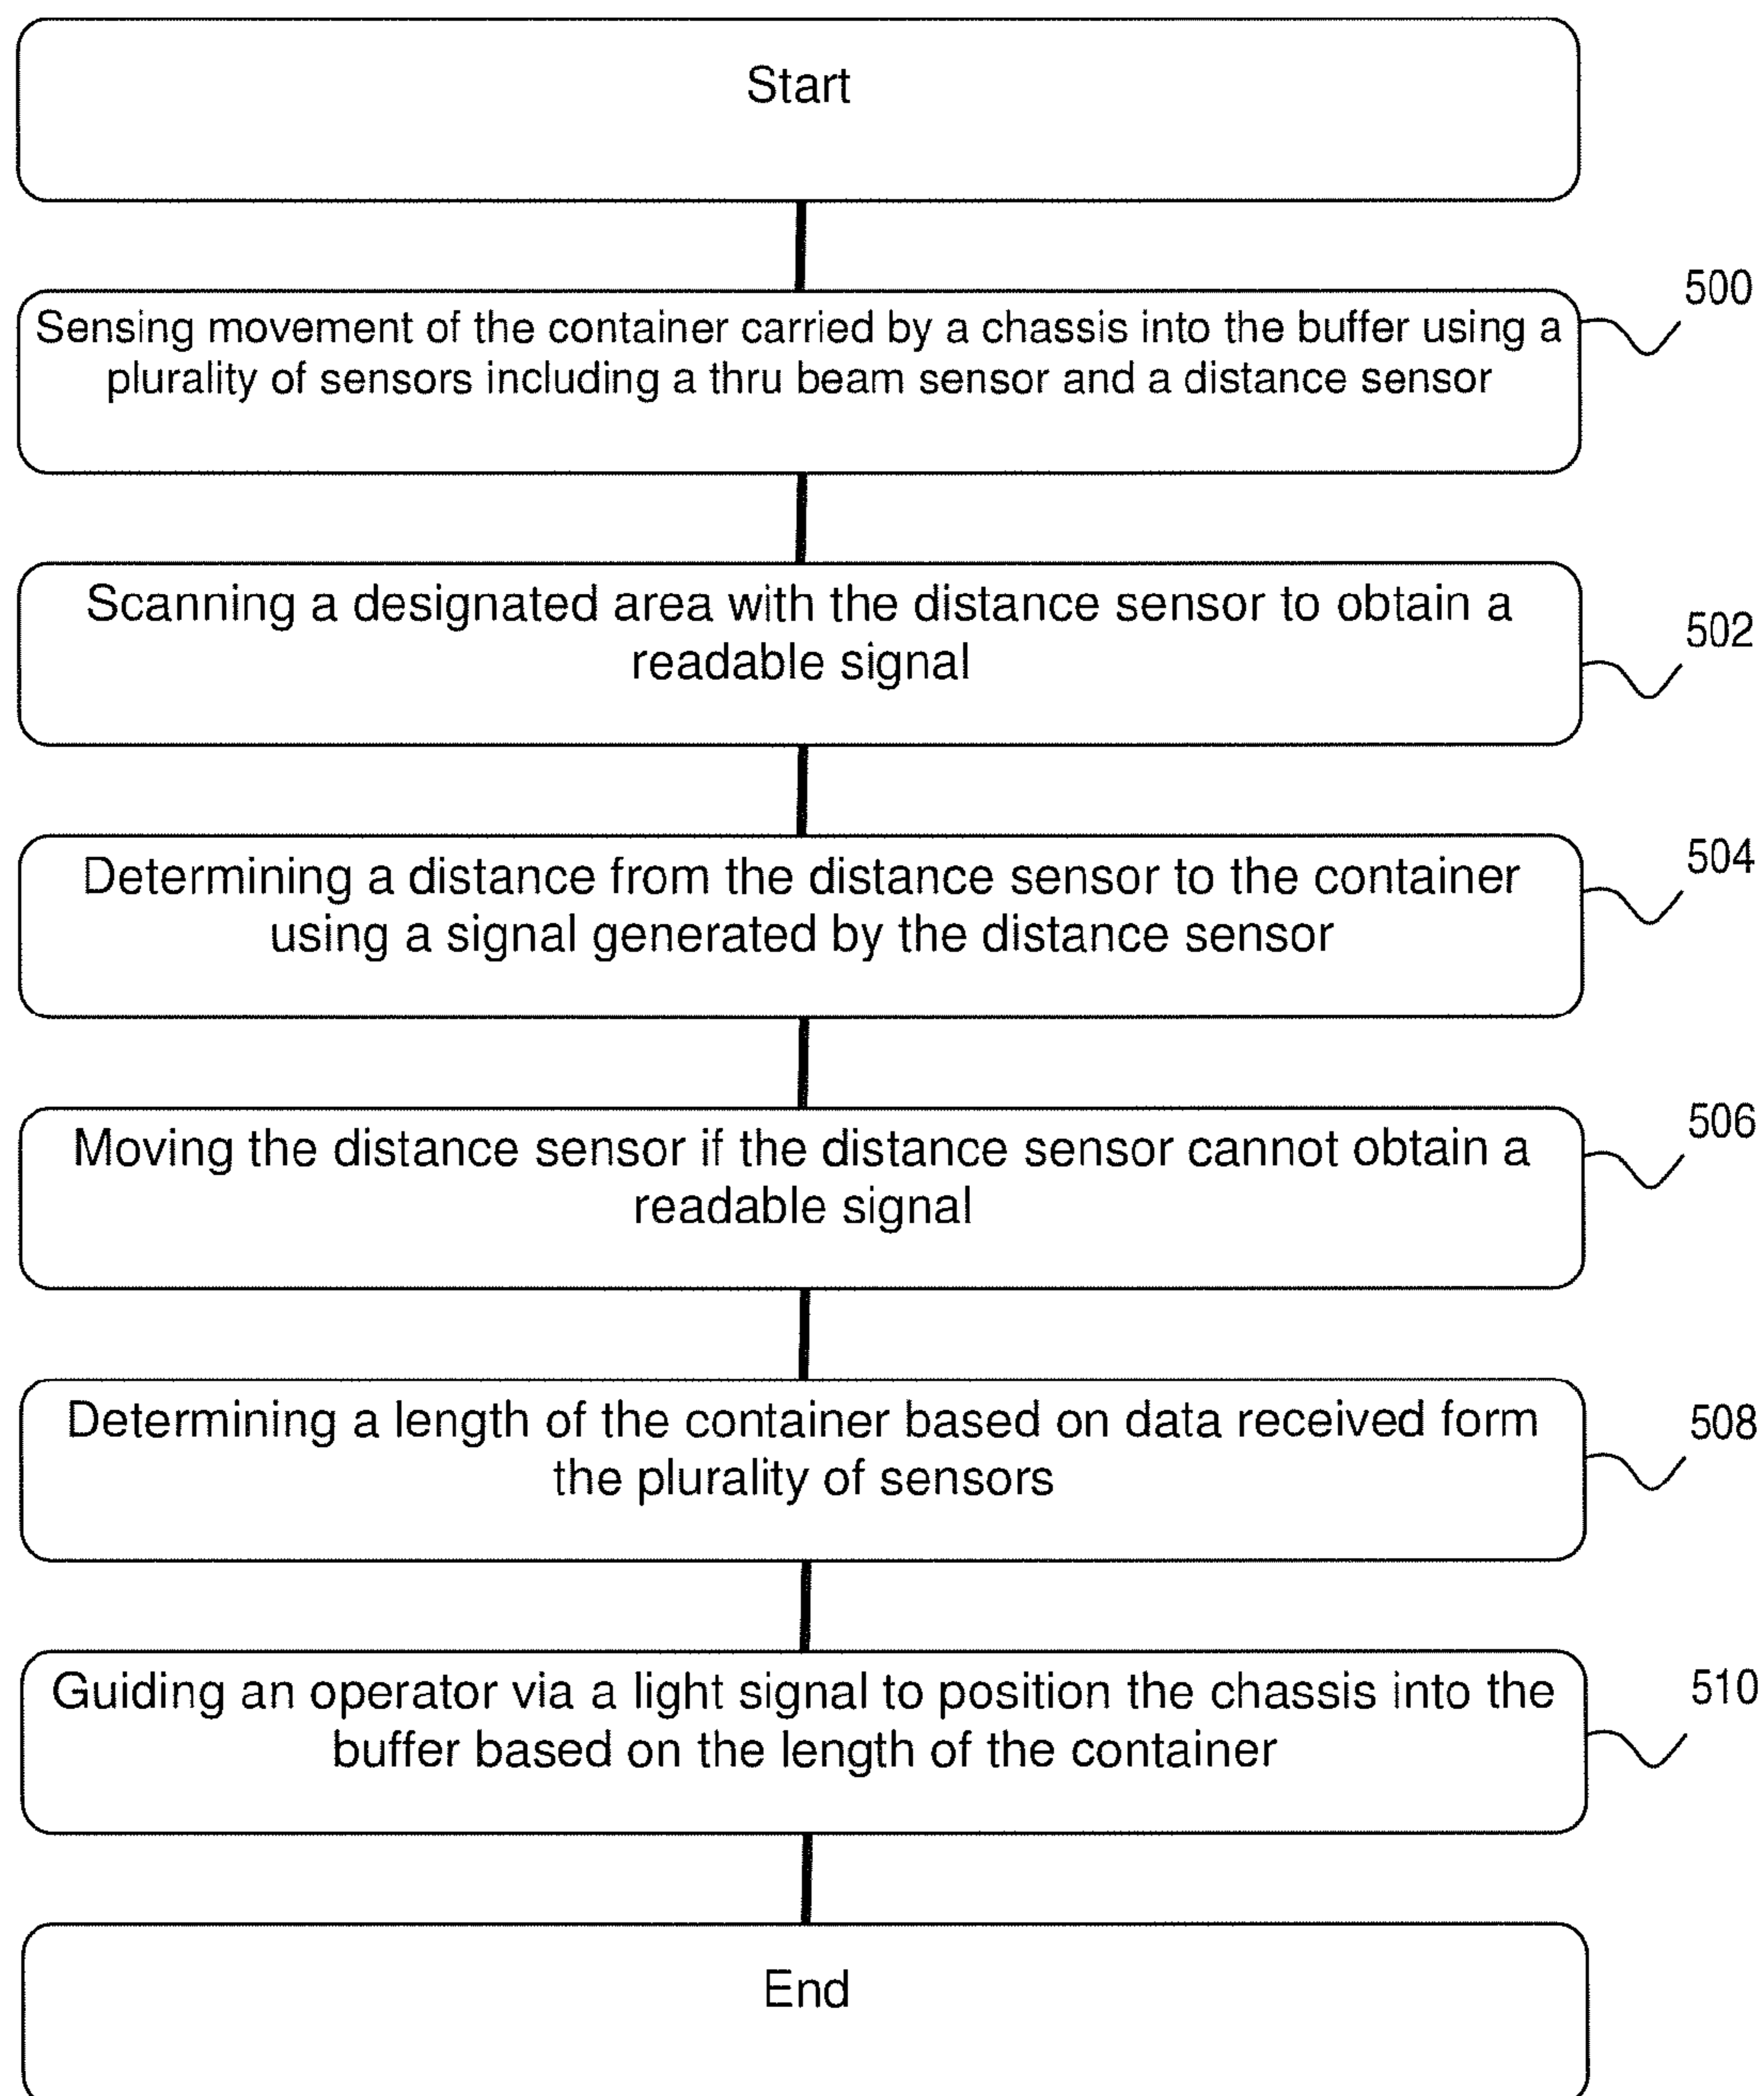 Start
500
Sensing movement of the container carried by a chassis into the buffer using a
plurality of sensors including a thru beam sensor and a distance sensor
Scanning a designated area with the distance sensor to obtain a
502
readable signal
504
Determining a distance from the distance sensor to the container
using a signal generated by the distance sensor
506
Moving the distance sensor if the distance sensor cannot obtain a
readable signal
Determining a length of the container based on data received form
508
the plurality of sensors
Guiding an operator via a light signal to position the chassis into the
510
buffer based on the length of the container
End